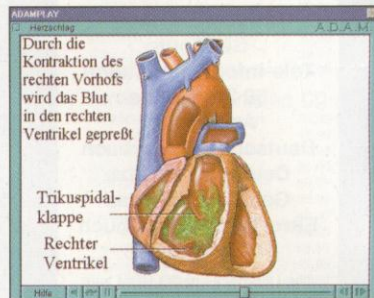 ADAMPLAY
Herzschlag
A.D.A.M
Durch die
Kontraktion des
rechten Vorhofs
wird das Blut
in den rechten
Ventrikel gepreßt
Trikuspidal-
klappe
Rechter
Ventrikel
Hilfe